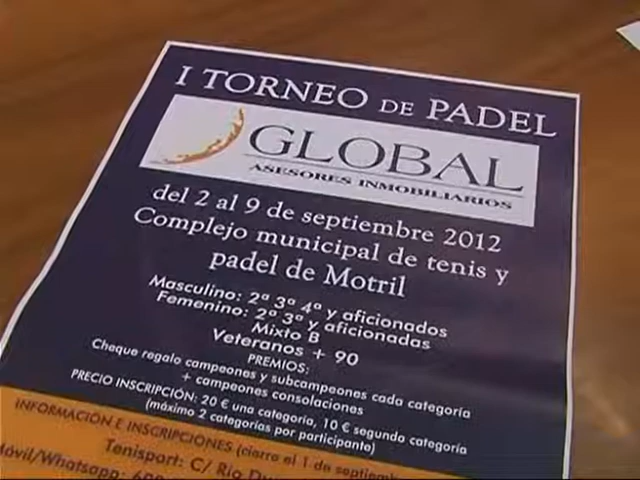 I TORNEO DE PADEL
GLOBAL
ASESORES INMOBILIARIOS
del 2 al 9 de septiembre 2012
Complejo municipal de tenis y
padel de Motril
Masculino: 2ª 3ª 4ª y aficionados
Femenino: 2ª 3ª y aficionadas
Mixto B
Veteranos + 90
PREMIOS:
Cheque regalo campeones y subcampeones cada categoría
+ campeones consolaciones
PRECIO INSCRIPCIÓN: 20 € una categoría, 10 € segunda categoría
(máximo 2 categorías por participante)
INFORMACIÓN E INSCRIPCIONES (cierre el 1 de septiem
Tenisport: C/ Rio
Móvil/Whatsapp: